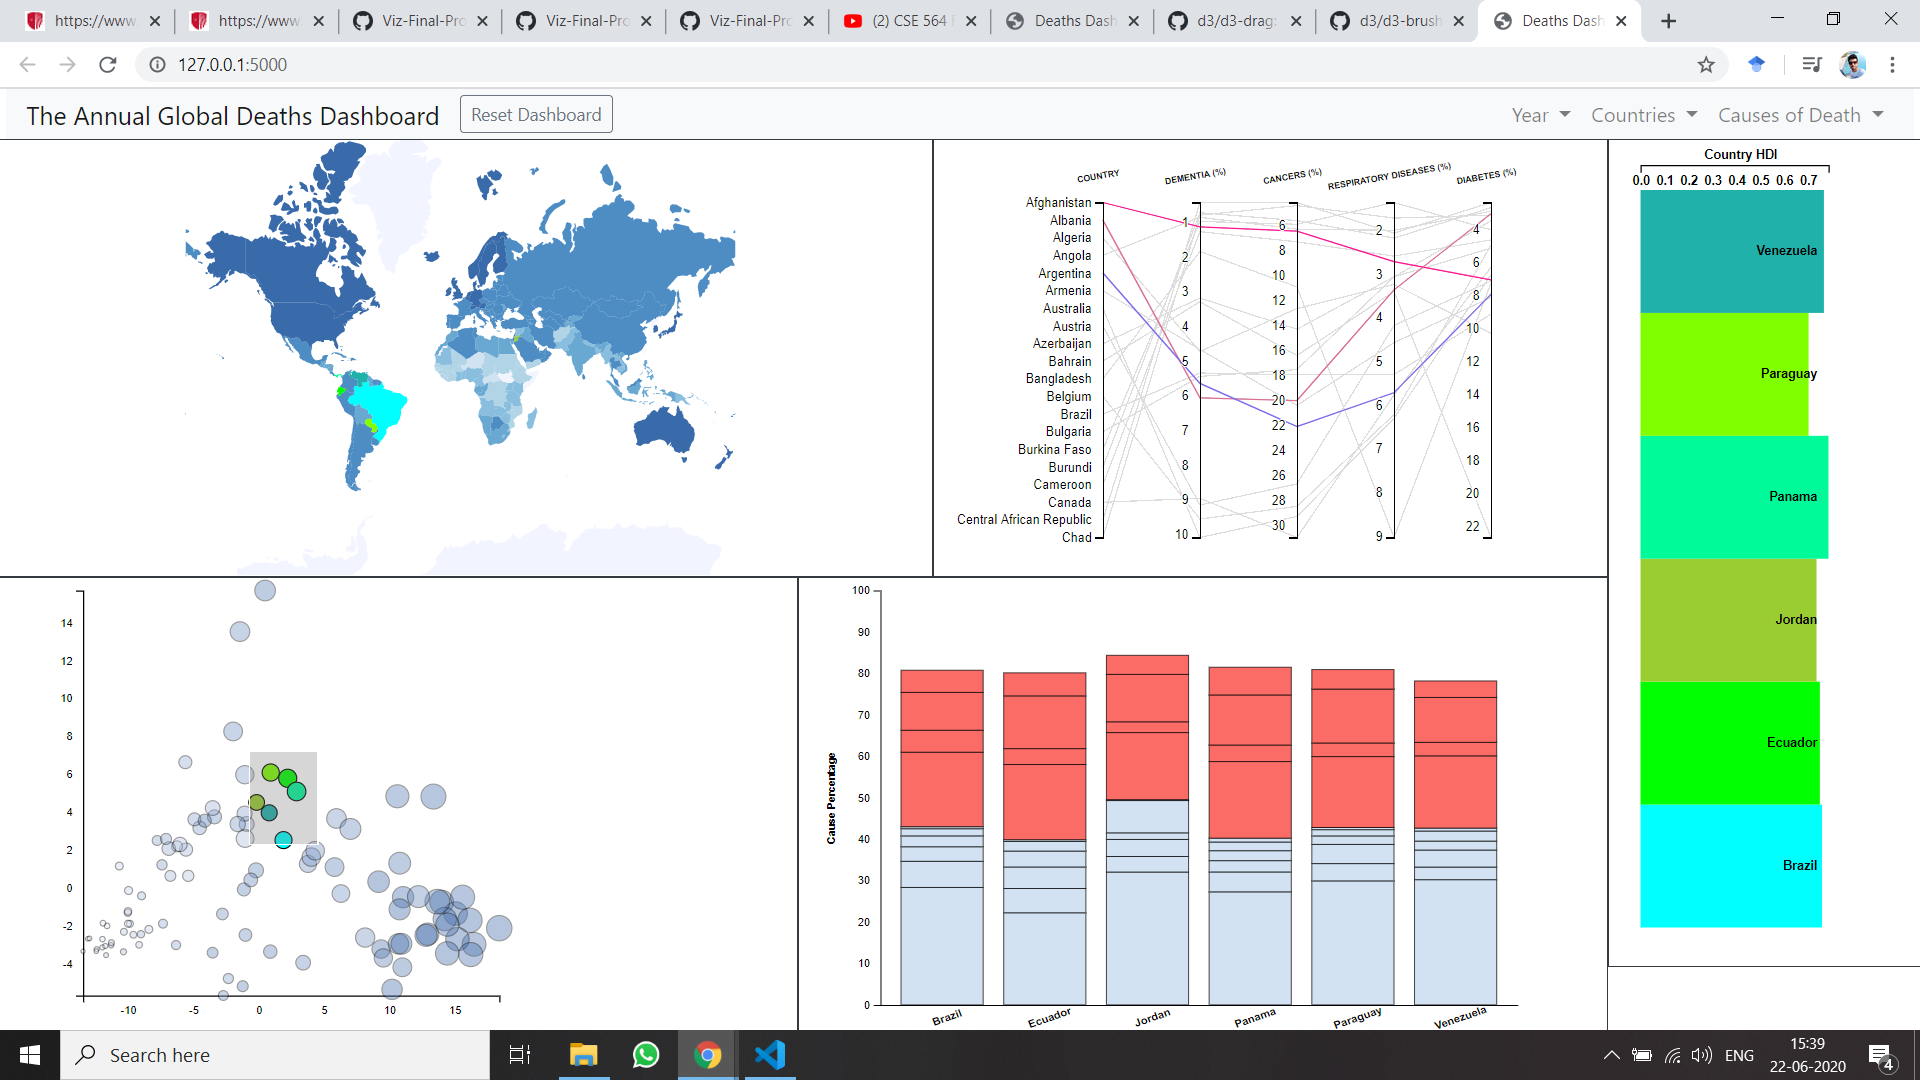 https://www
https://www
Viz-Final-Pro
Viz-Final-Pro
Viz-Final-Pro
(2) CSE 564
Deaths Dash
d3/d3-drag:
d3/d3-brush
Deaths Dash
127.0.0.1:5000
The Annual Global Deaths Dashboard
Reset Dashboard
Year
Countries
Causes of Death
COUNTRY
DEMENTIA (%)
CANCERS (%)
RESPIRATORY DISEASES (%)
DIABETES (%)
Afghanistan
Albania
Algeria
Angola
Argentina
Armenia
Australia
Austria
Azerbaijan
Bahrain
Bangladesh
Belgium
Brazil
Bulgaria
Burkina Faso
Burundi
Cameroon
Canada
Central African Republic
Chad
1
2
3
4
5
6
7
8
9
10
6
8
10
12
14
16
18
20
22
24
26
28
30
2
3
4
5
6
7
8
9
4
6
8
10
12
14
16
18
20
22
Country HDI
0.0 0.1 0.2 0.3 0.4 0.5 0.6 0.7
Venezuela
Paraguay
Panama
Jordan
Ecuador
Brazil
14
12
10
8
6
4
2
0
-2
-4
-10 -5 0 5 10 15
Cause Percentage
100
90
80
70
60
50
40
30
20
10
0
Brazil
Ecuador
Jordan
Panama
Paraguay
Venezuela
Search here
ENG
15:39
22-06-2020
4